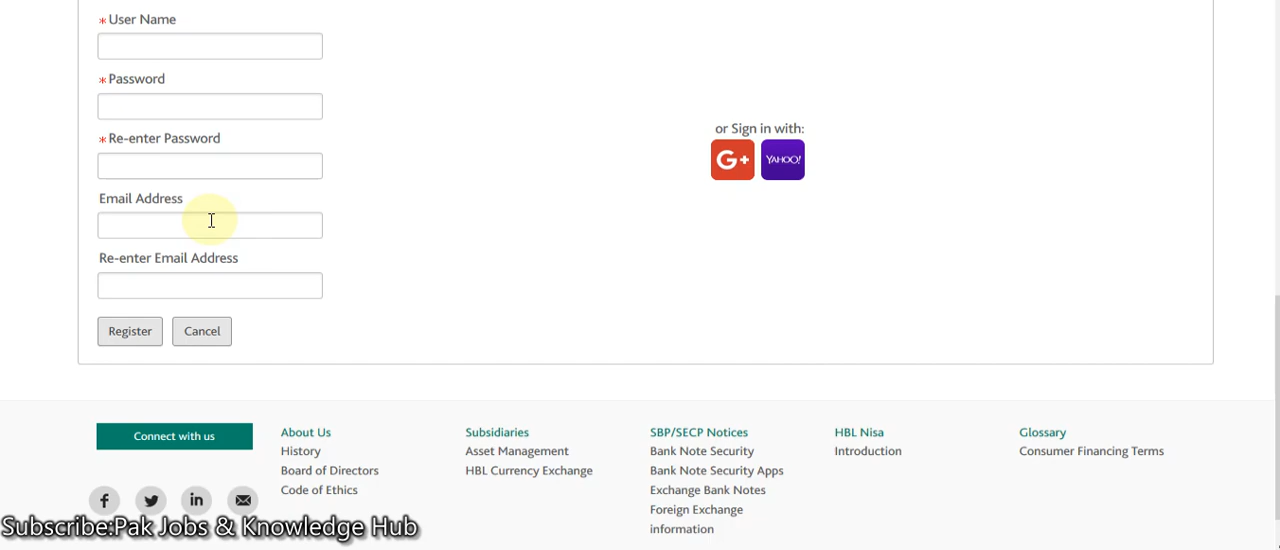 * User Name
* Password
* Re-enter Password
Email Address
Re-enter Email Address
Register Cancel
or Sign in with:
G+ YAHOO!
Connect with us
About Us
History
Board of Directors
Code of Ethics
Subsidiaries
Asset Management
HBL Currency Exchange
SBP/SECP Notices
Bank Note Security
Bank Note Security Apps
Exchange Bank Notes
Foreign Exchange
information
HBL Nisa
Introduction
Glossary
Consumer Financing Terms
f in
Subscribe:Pak Jobs & Knowledge Hub